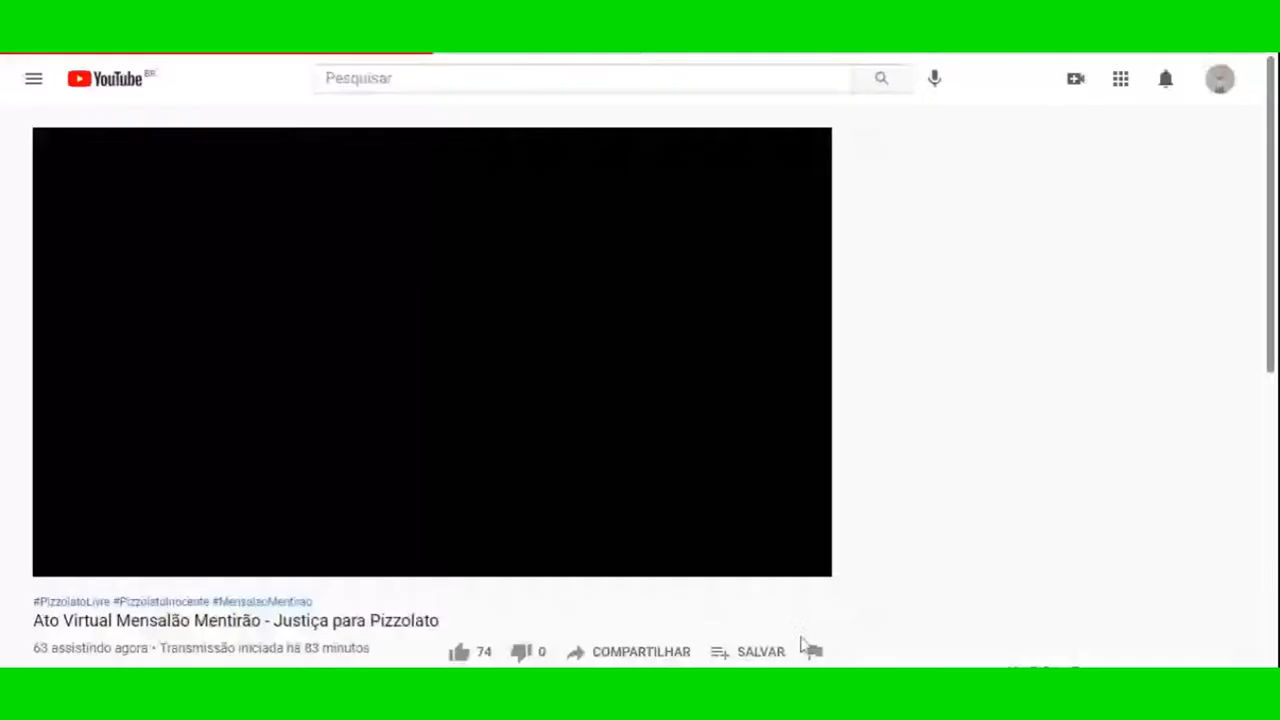 YouTube BR
Pesquisar
#PizzolatoLivre #PizzolatoInocente #MensalaoMentirao
Ato Virtual Mensalão Mentirão - Justiça para Pizzolato
63 assistindo agora • Transmissão iniciada há 83 minutos
74 0 COMPARTILHAR SALVAR